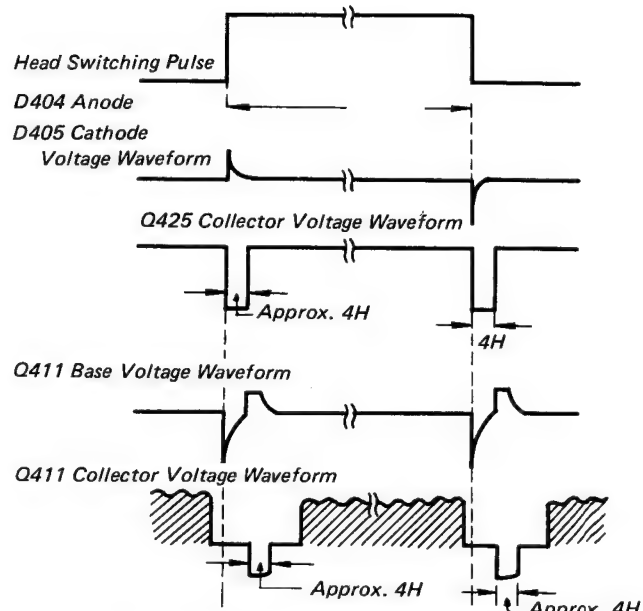 Head Switching Pulse
D404 Anode
D405 Cathode
Voltage Waveform
Q425 Collector Voltage Waveform
Approx. 4H
4H
Q411 Base Voltage Waveform
Q411 Collector Voltage Waveform
Approx. 4H
Approx. 4H